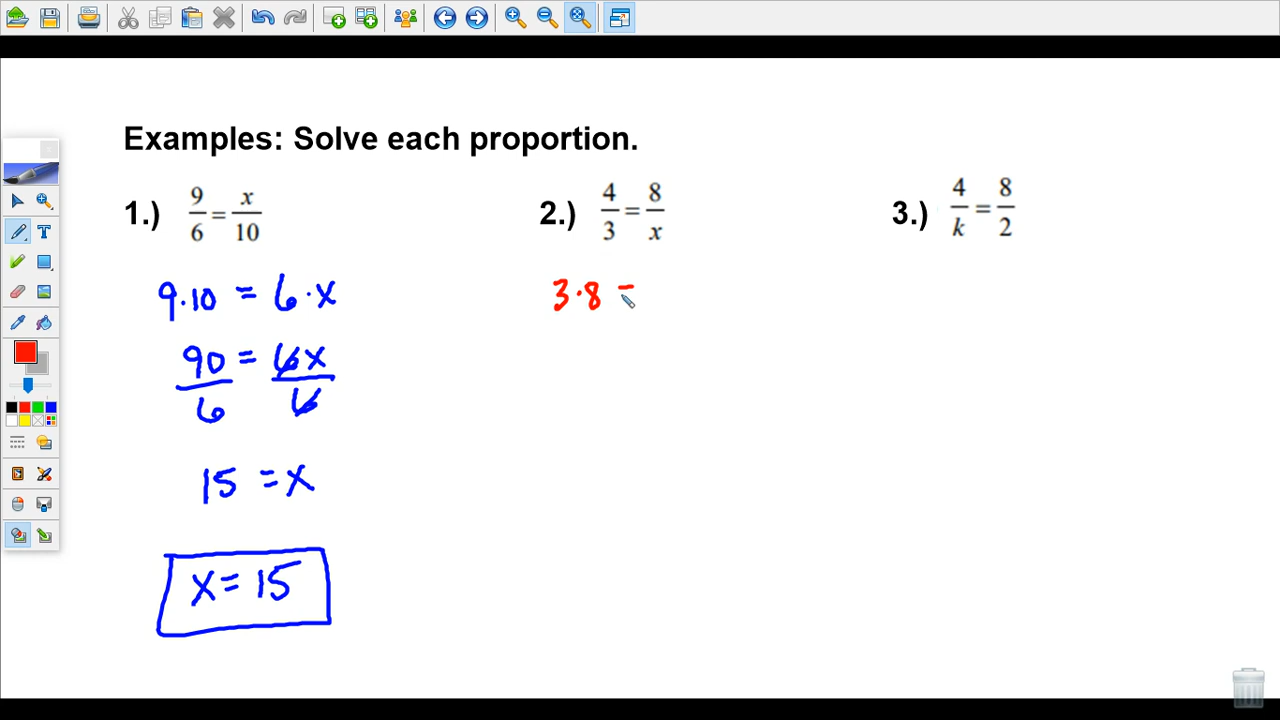 Examples: Solve each proportion.
1.) 9/6 = x/10
9·10 = 6·x
90/6 = 6x/6
15 = x
x = 15
2.) 4/3 = 8/x
3·8 =
3.) 4/k = 8/2